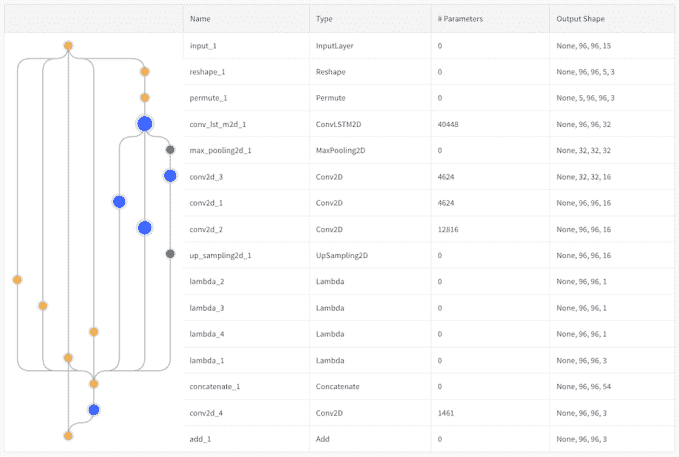 Name Type # Parameters Output Shape
input_1 InputLayer 0 None, 96, 96, 15
reshape_1 Reshape 0 None, 96, 96, 5, 3
permute_1 Permute 0 None, 5, 96, 96, 3
conv_lst_m2d_1 ConvLSTM2D 40448 None, 96, 96, 32
max_pooling2d_1 MaxPooling2D 0 None, 32, 32, 32
conv2d_3 Conv2D 4624 None, 32, 32, 16
conv2d_1 Conv2D 4624 None, 96, 96, 16
conv2d_2 Conv2D 12816 None, 96, 96, 16
up_sampling2d_1 UpSampling2D 0 None, 96, 96, 16
lambda_2 Lambda 0 None, 96, 96, 1
lambda_3 Lambda 0 None, 96, 96, 1
lambda_4 Lambda 0 None, 96, 96, 1
lambda_1 Lambda 0 None, 96, 96, 3
concatenate_1 Concatenate 0 None, 96, 96, 54
conv2d_4 Conv2D 1461 None, 96, 96, 3
add_1 Add 0 None, 96, 96, 3